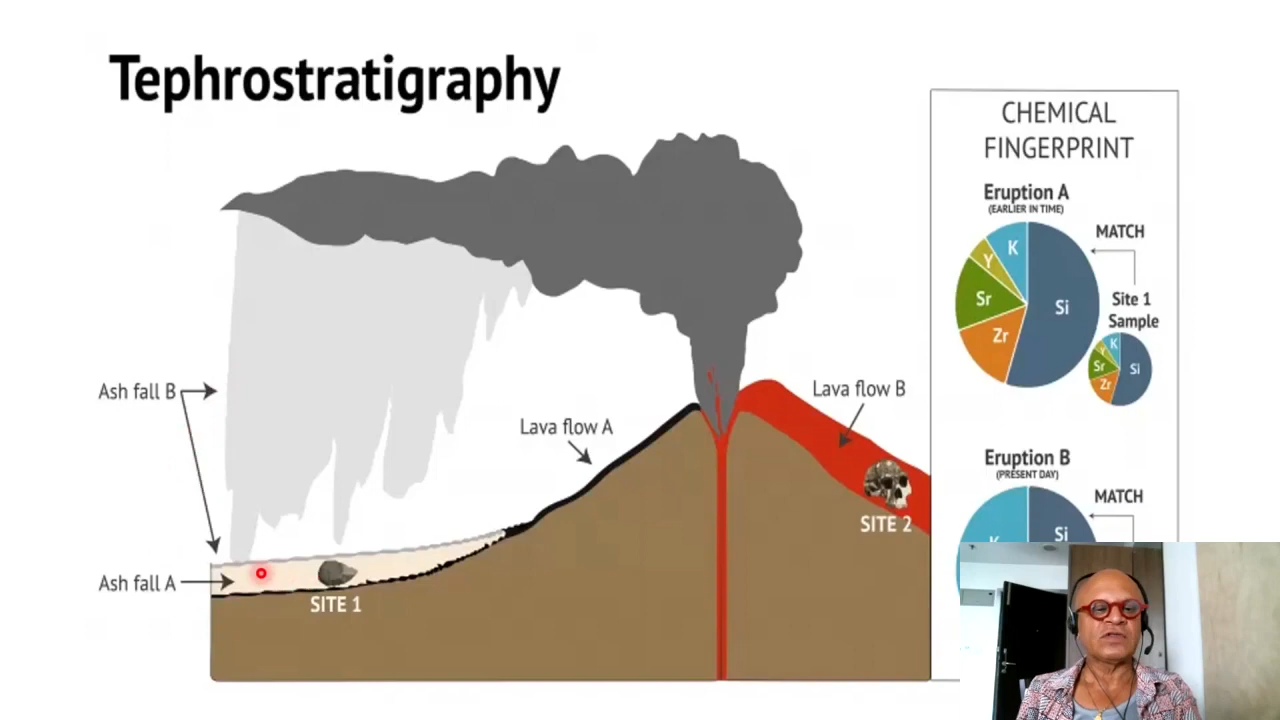 Tephrostratigraphy
CHEMICAL
FINGERPRINT
Eruption A
(EARLIER IN TIME)
MATCH
K
Y
Sr
Si
Zr
Site 1
Sample
K
Y
Sr
Si
Zr
Ash fall B
Lava flow A
Lava flow B
SITE 2
Ash fall A
SITE 1
Eruption B
(PRESENT DAY)
MATCH
Si
K